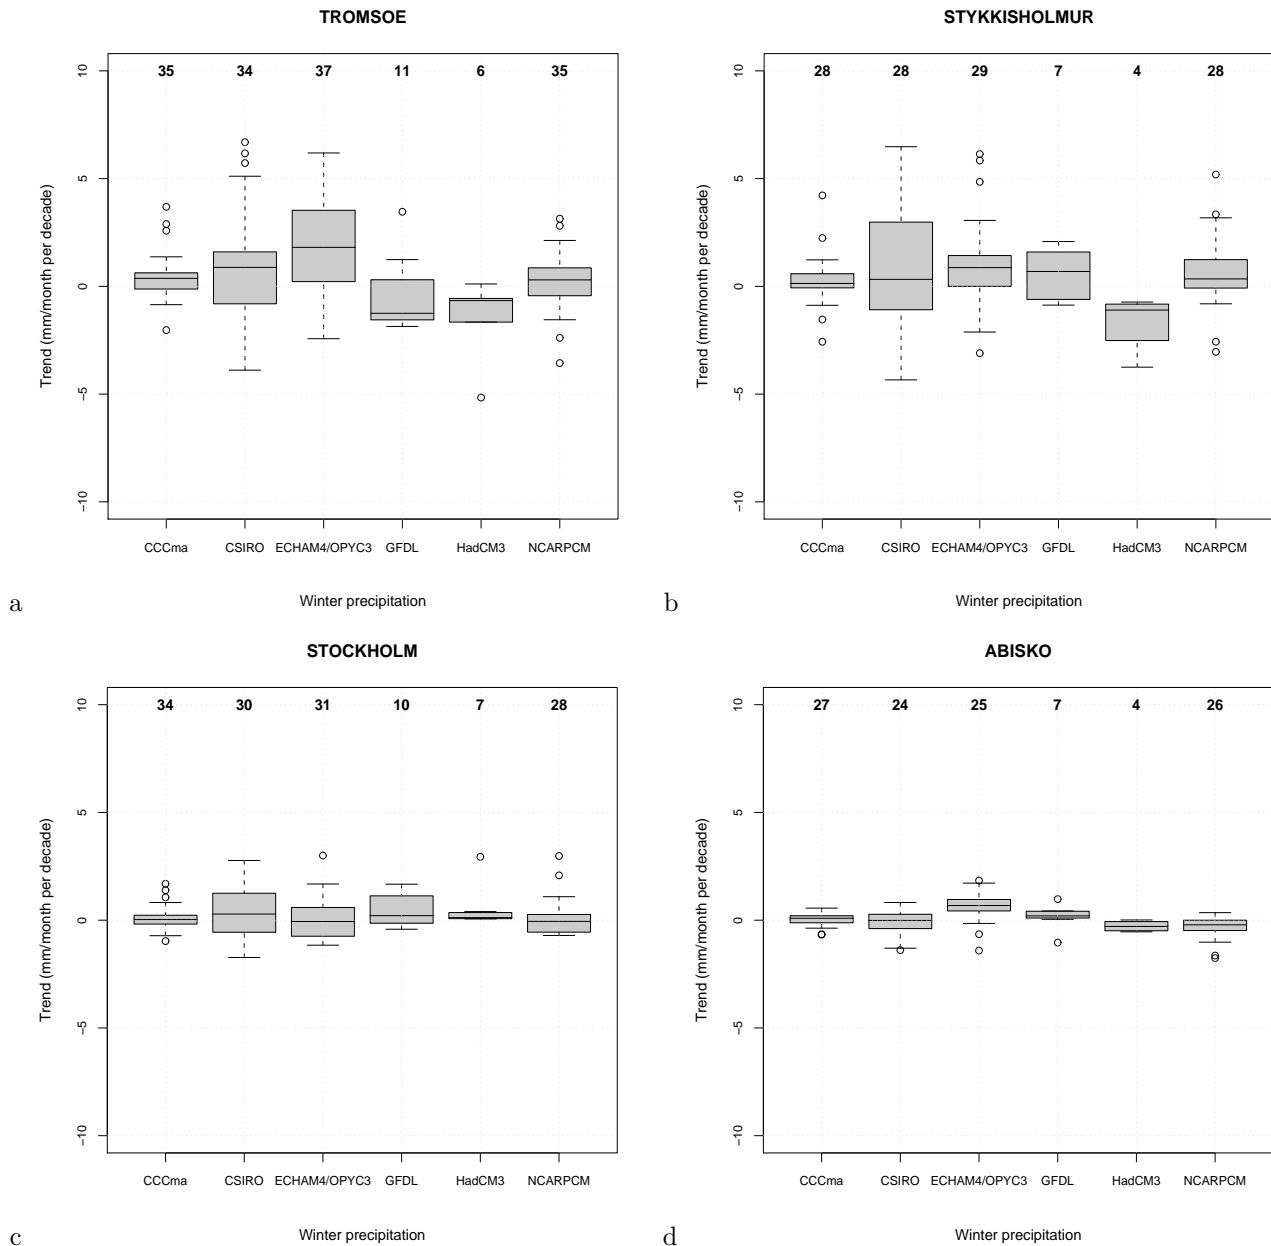 TROMSOE
10
35 34 37 11 6 35
5
0
−5
−10
Trend (mm/month per decade)
CCCma CSIRO ECHAM4/OPYC3 GFDL HadCM3 NCARPCM
Winter precipitation
a
STYKKISHOLMUR
10
28 28 29 7 4 28
5
0
−5
−10
Trend (mm/month per decade)
CCCma CSIRO ECHAM4/OPYC3 GFDL HadCM3 NCARPCM
Winter precipitation
b
STOCKHOLM
10
34 30 31 10 7 28
5
0
−5
−10
Trend (mm/month per decade)
CCCma CSIRO ECHAM4/OPYC3 GFDL HadCM3 NCARPCM
Winter precipitation
c
ABISKO
10
27 24 25 7 4 26
5
0
−5
−10
Trend (mm/month per decade)
CCCma CSIRO ECHAM4/OPYC3 GFDL HadCM3 NCARPCM
Winter precipitation
d